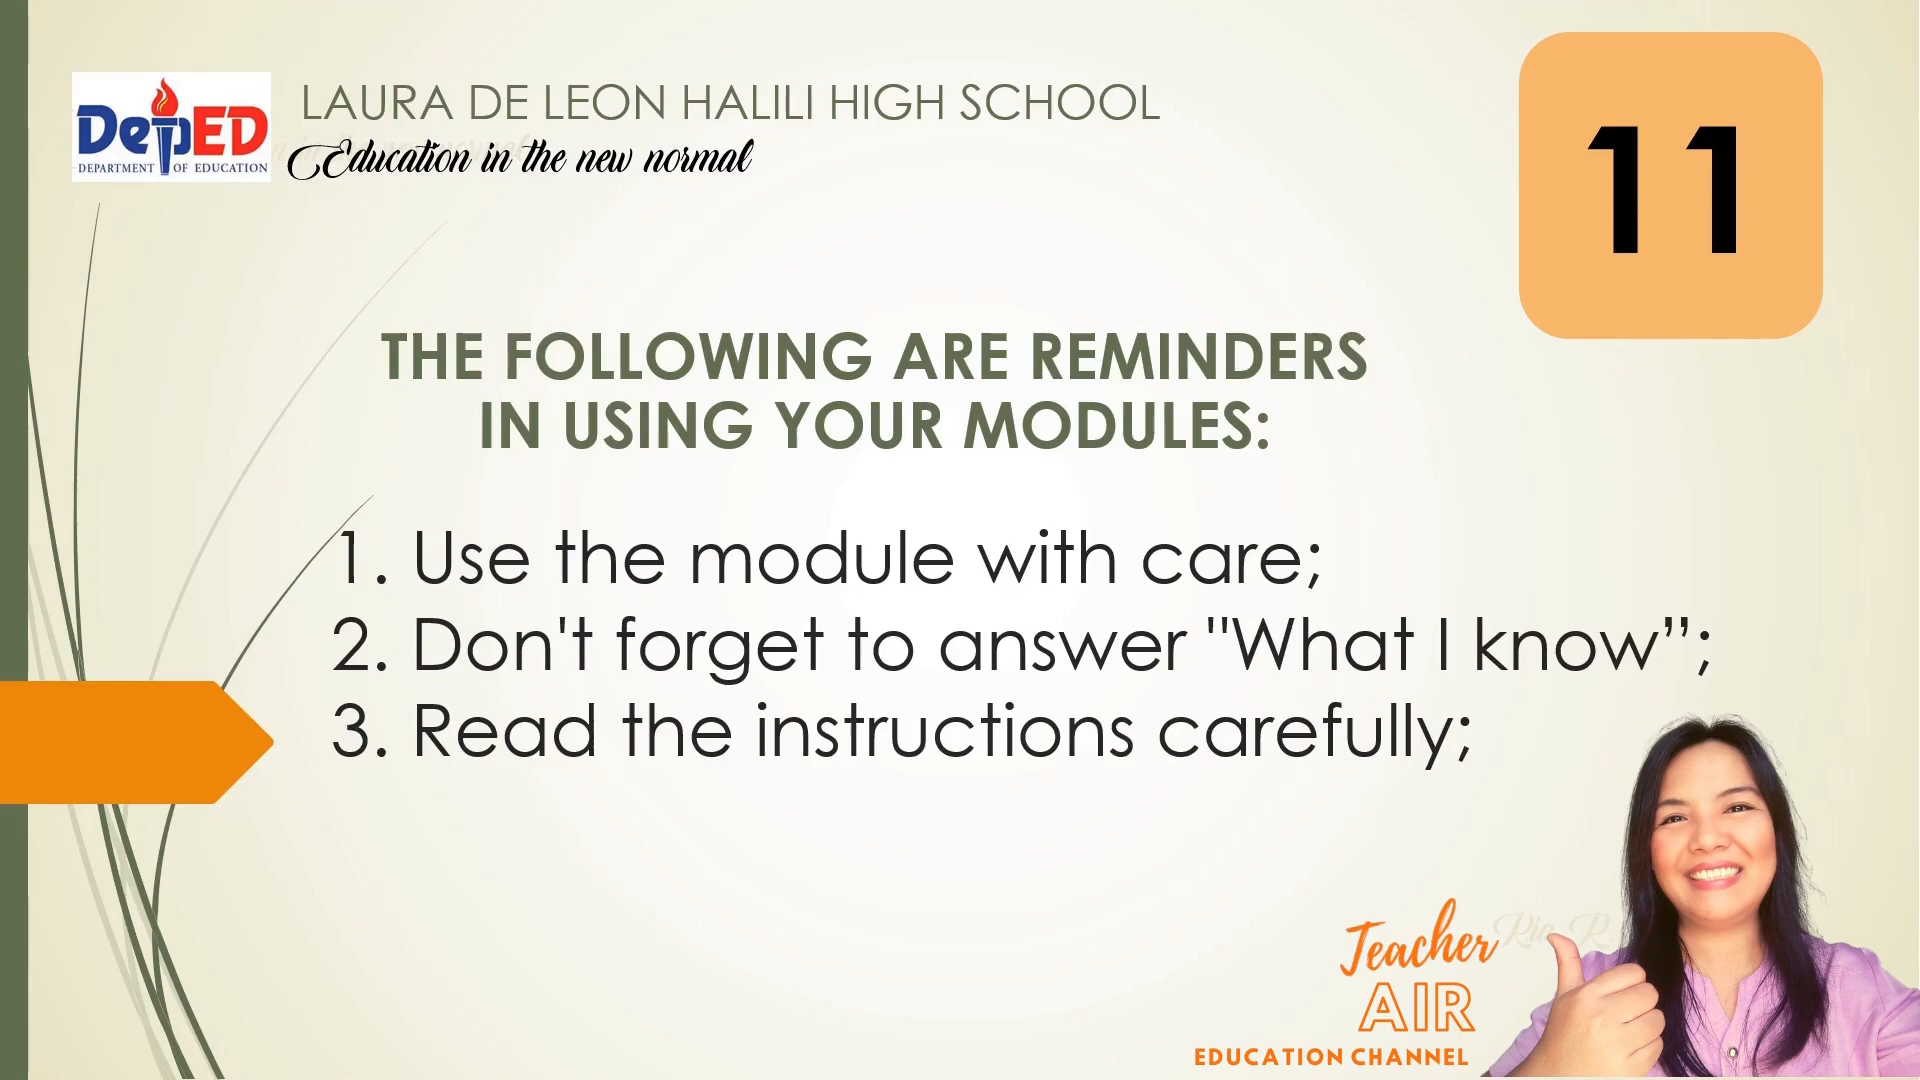 DepED
DEPARTMENT OF EDUCATION
LAURA DE LEON HALILI HIGH SCHOOL
Education in the new normal
11
THE FOLLOWING ARE REMINDERS
IN USING YOUR MODULES:
1. Use the module with care;
2. Don't forget to answer "What I know”;
3. Read the instructions carefully;
Teacher
AIR
EDUCATION CHANNEL